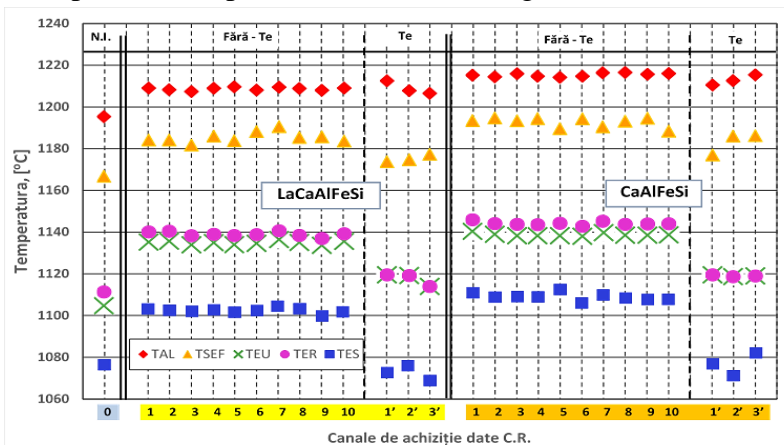 1240
1220
1200
1180
1160
1140
1120
1100
1080
1060
Temperatura, [°C]
N.I. Fără - Te Te Fără - Te Te
LaCaAlFeSi CaAlFeSi
TAL TSEF TEU TER TES
0 1 2 3 4 5 6 7 8 9 10 1’ 2’ 3’ 1 2 3 4 5 6 7 8 9 10 1’ 2’ 3’
Canale de achiziție date C.R.